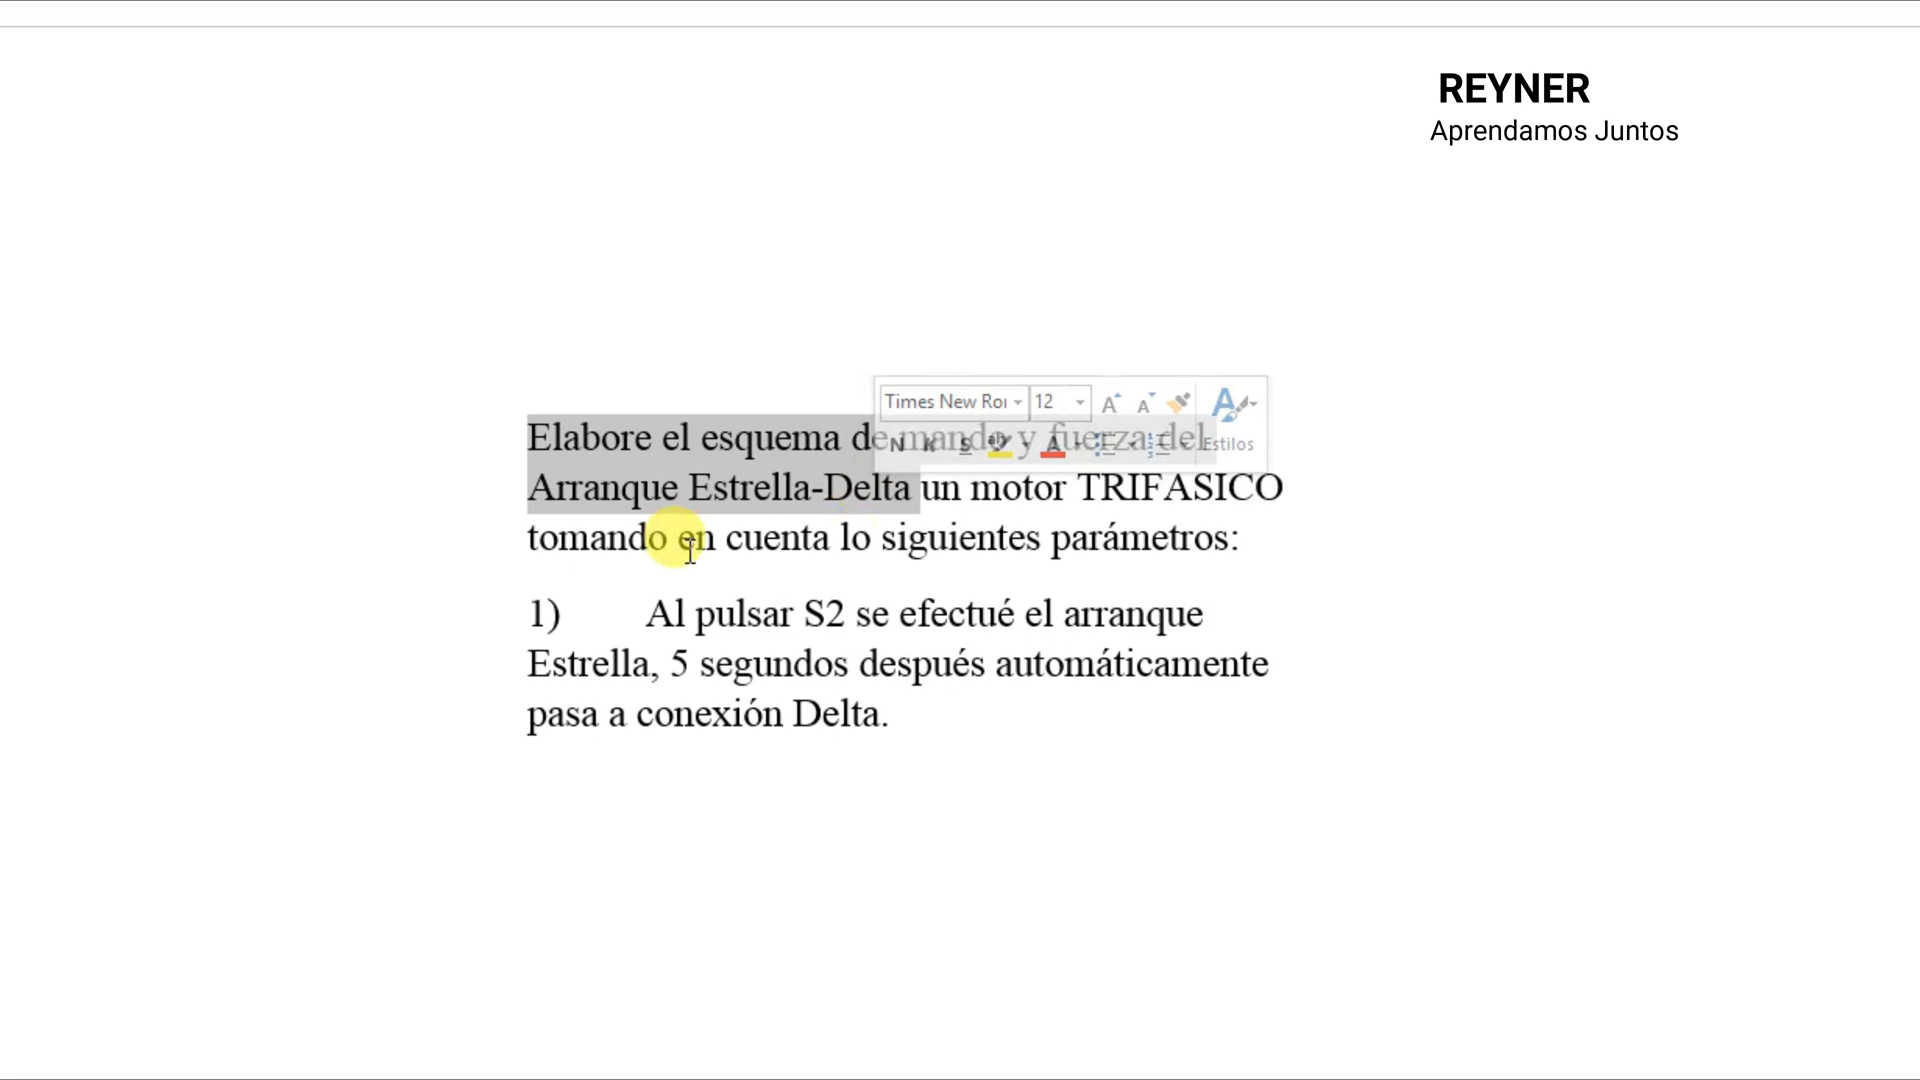 REYNER
Aprendamos Juntos
Times New Ro
12
N K S
Estilos
Elabore el esquema de mando y fuerza del
Arranque Estrella-Delta un motor TRIFASICO
tomando en cuenta lo siguientes parámetros:
1) Al pulsar S2 se efectué el arranque
Estrella, 5 segundos después automáticamente
pasa a conexión Delta.